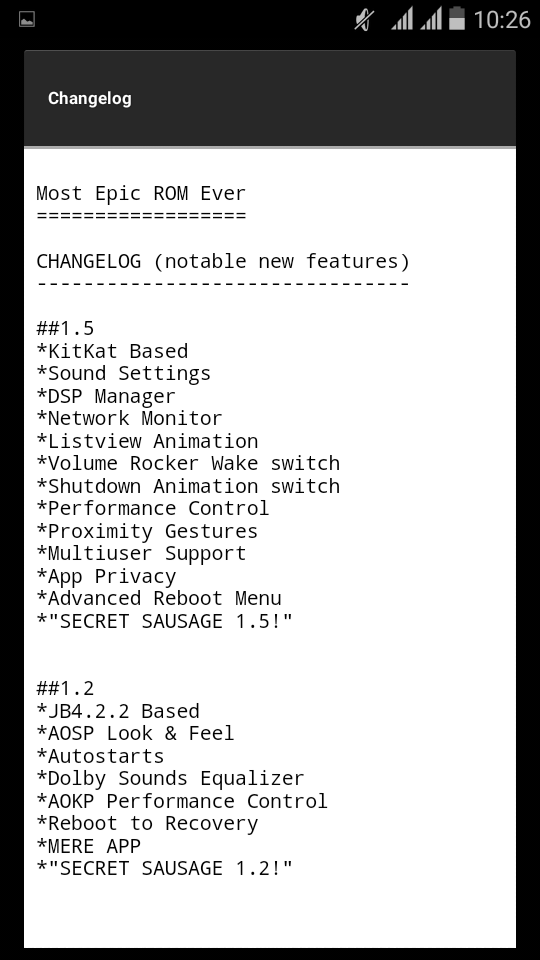 10:26
Changelog
Most Epic ROM Ever
==================
CHANGELOG (notable new features)
--------------------------------
##1.5
*KitKat Based
*Sound Settings
*DSP Manager
*Network Monitor
*Listview Animation
*Volume Rocker Wake switch
*Shutdown Animation switch
*Performance Control
*Proximity Gestures
*Multiuser Support
*App Privacy
*Advanced Reboot Menu
*"SECRET SAUSAGE 1.5!"
##1.2
*JB4.2.2 Based
*AOSP Look & Feel
*Autostarts
*Dolby Sounds Equalizer
*AOKP Performance Control
*Reboot to Recovery
*MERE APP
*"SECRET SAUSAGE 1.2!"